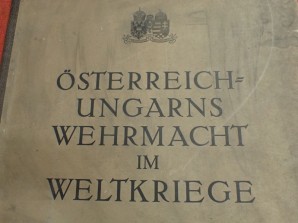 ÖSTERREICH=
UNGARNS
WEHRMACHT
IM
WELTKRIEGE